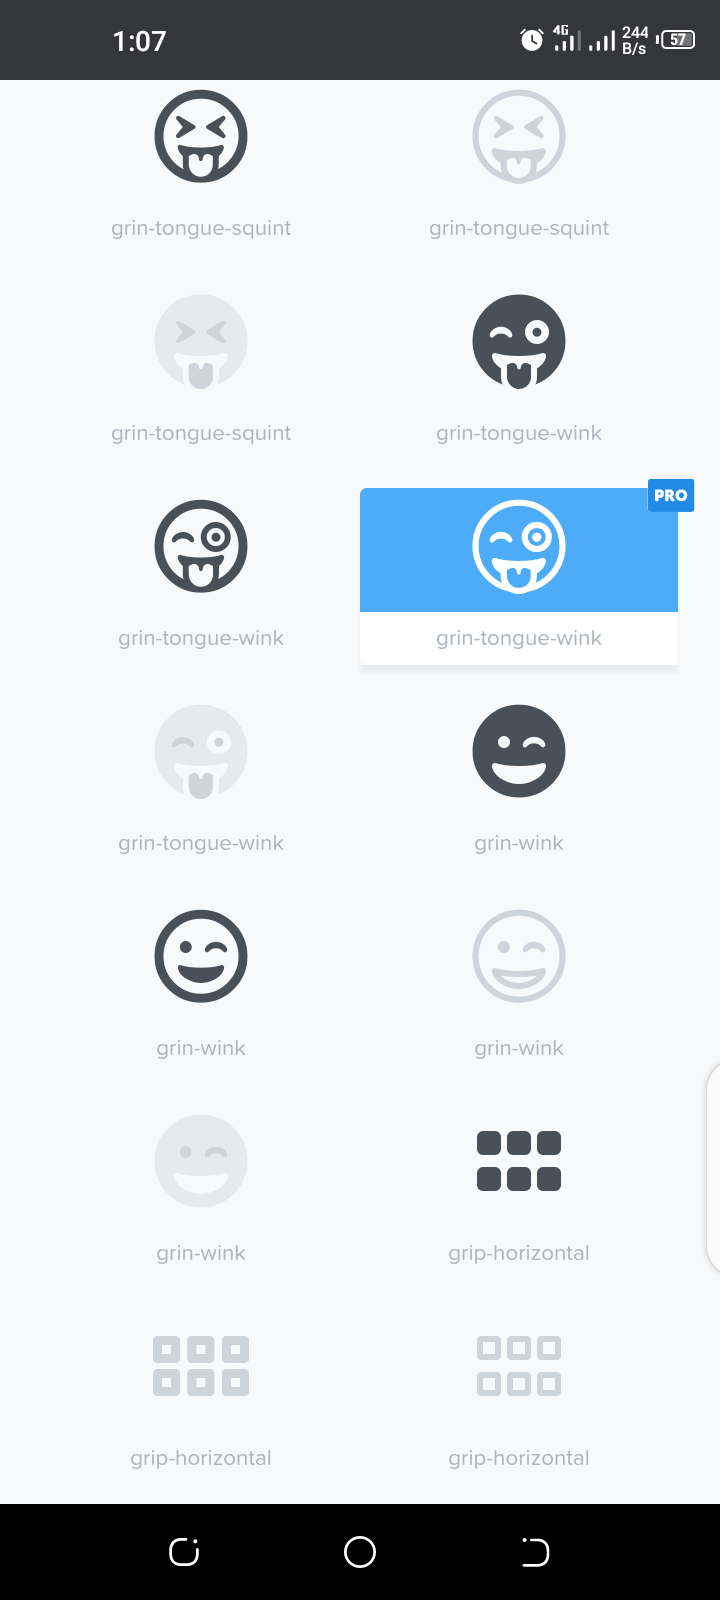 1:07
4G
244
B/s
57
grin-tongue-squint
grin-tongue-squint
grin-tongue-squint
grin-tongue-wink
PRO
grin-tongue-wink
grin-tongue-wink
grin-tongue-wink
grin-wink
grin-wink
grin-wink
grin-wink
grip-horizontal
grip-horizontal
grip-horizontal